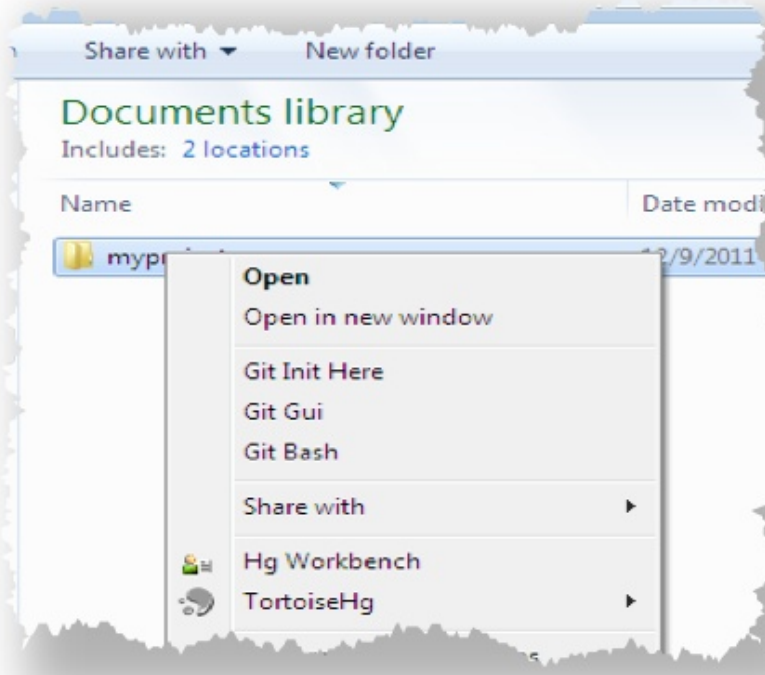 Share with New folder
Documents library
Includes: 2 locations
Name Date modi
12/9/2011
Open
Open in new window
Git Init Here
Git Gui
Git Bash
Share with
Hg Workbench
TortoiseHg